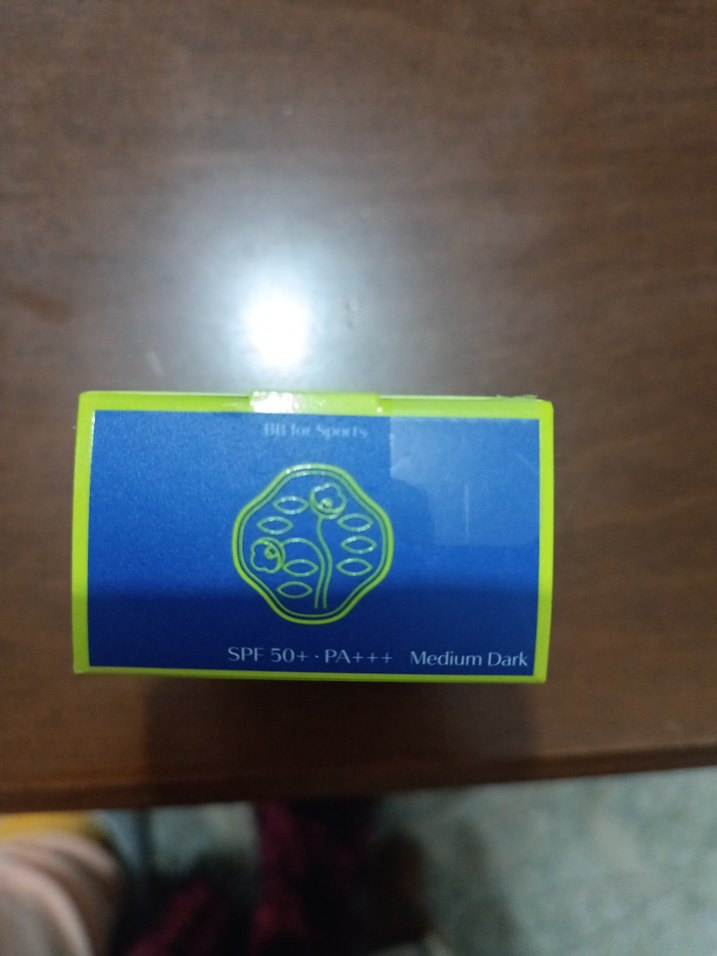 BB for Sports
SPF 50+ · PA+++ Medium Dark